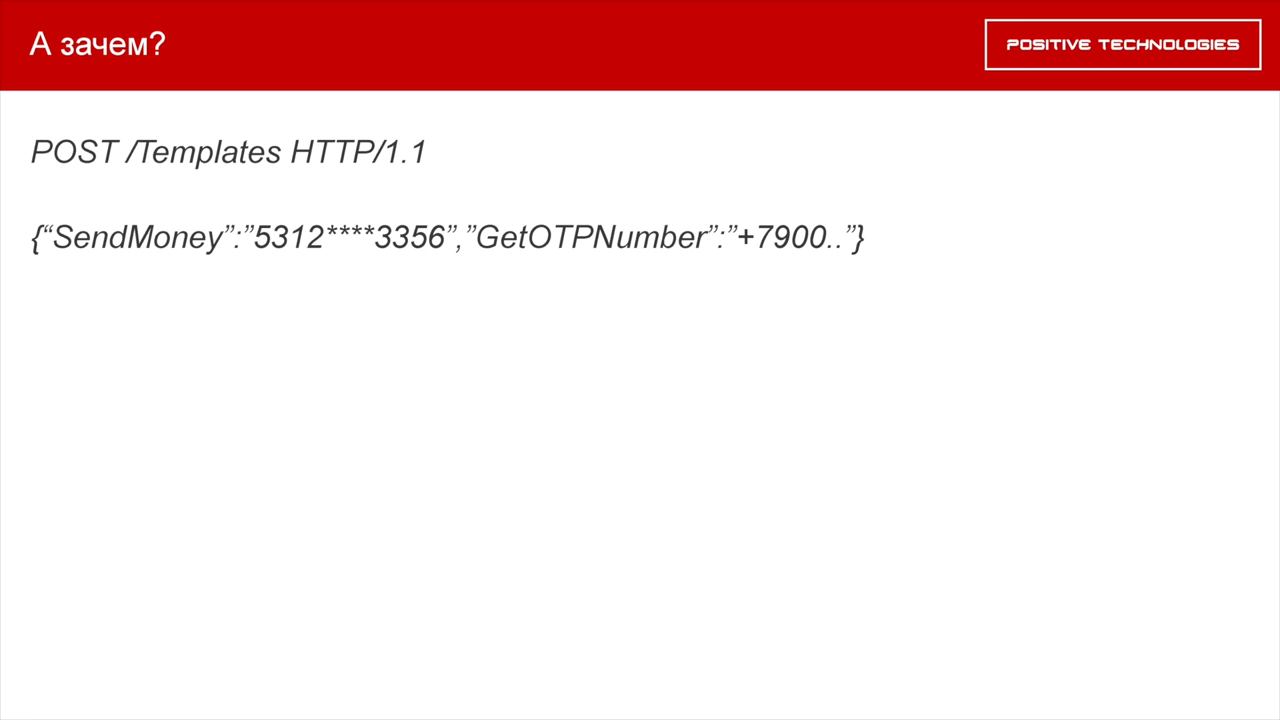 А зачем?
POSITIVE TECHNOLOGIES
POST /Templates HTTP/1.1
{“SendMoney”:”5312****3356”,”GetOTPNumber”:”+7900..”}